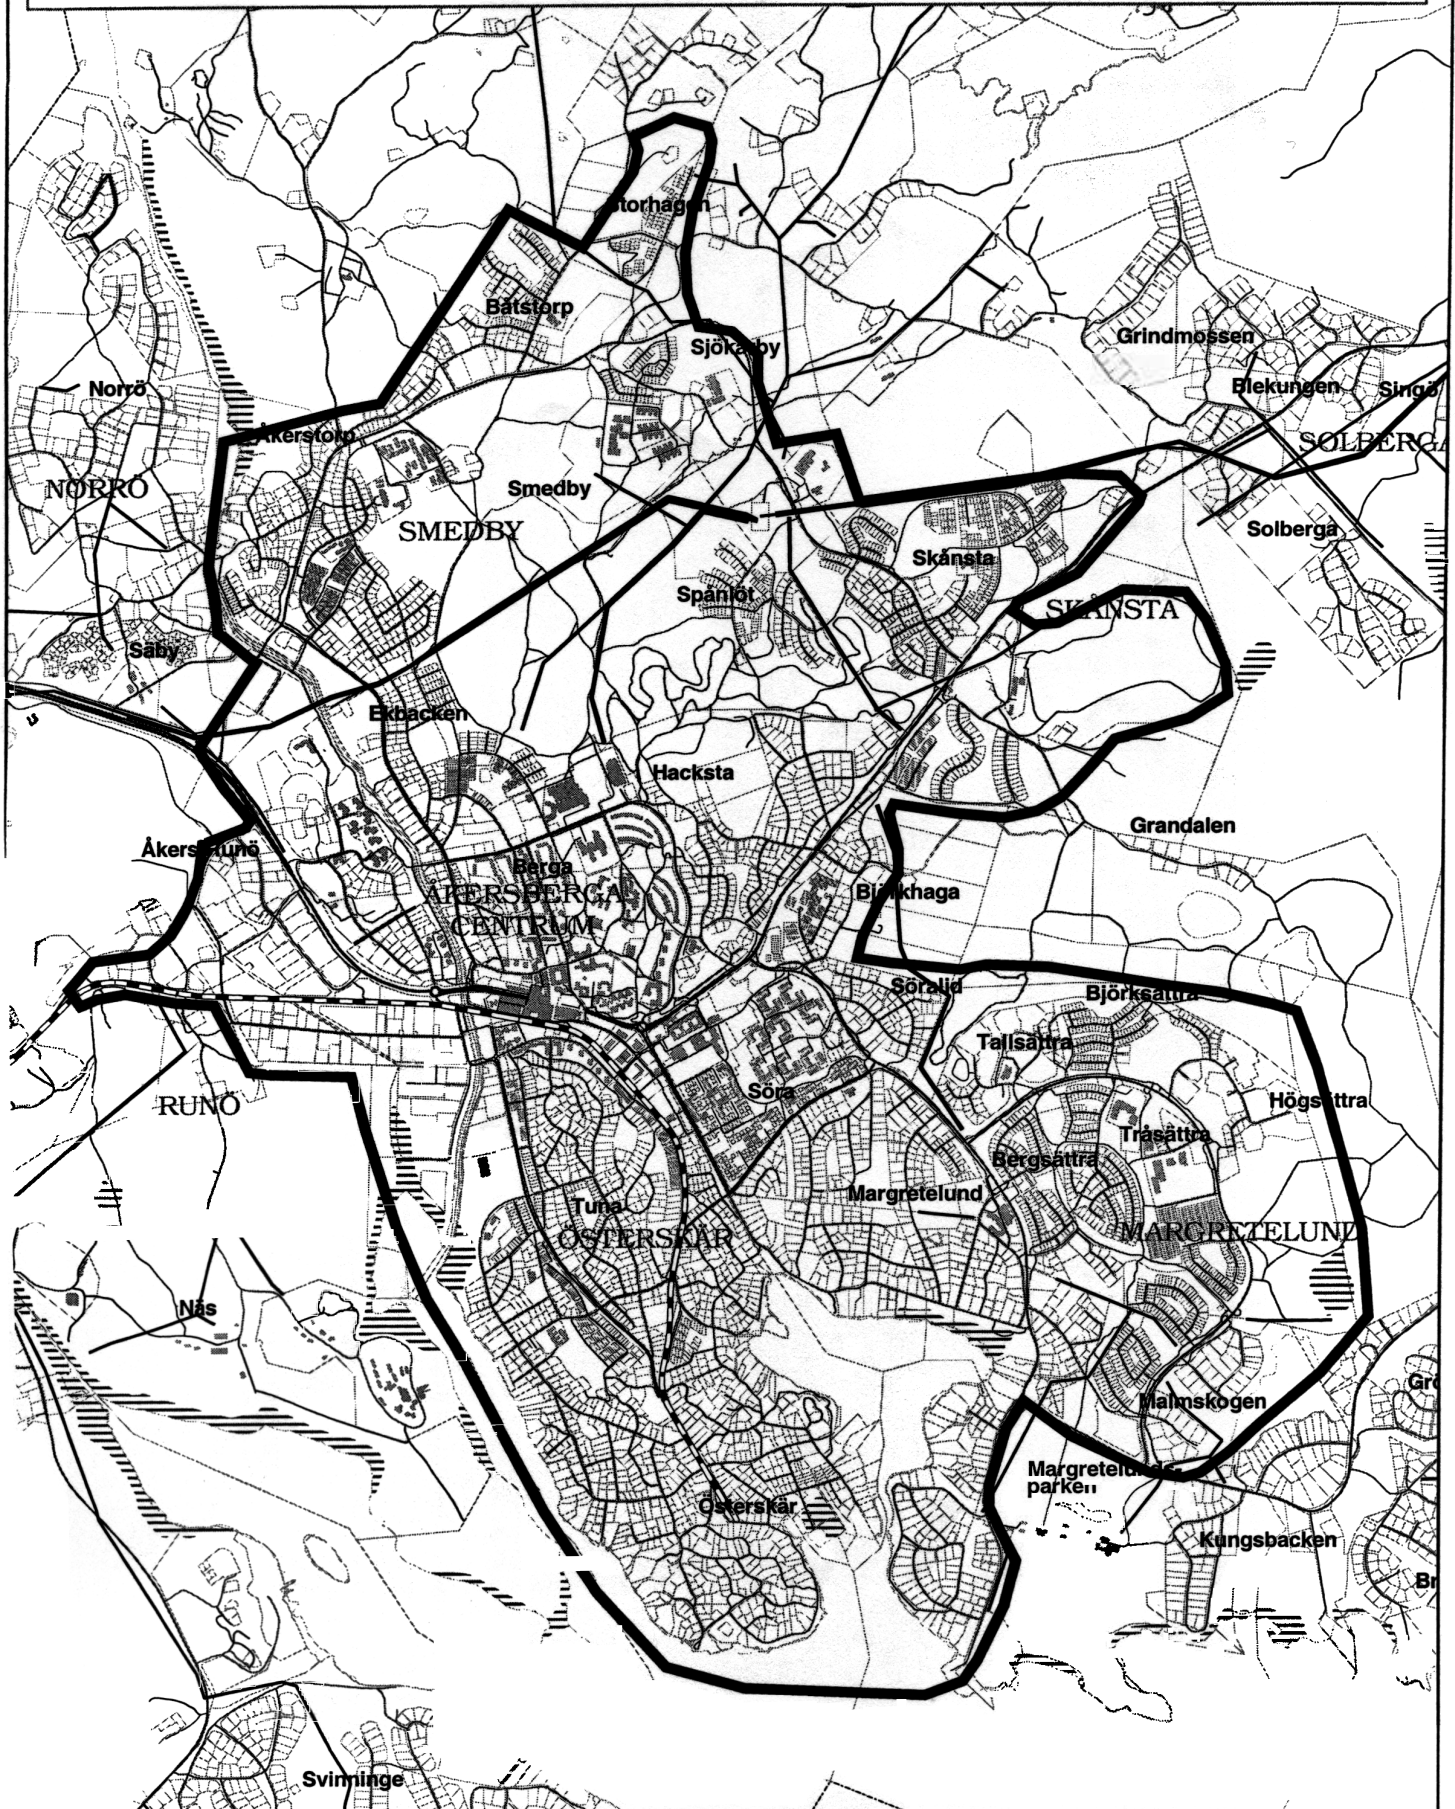 Storhagen
Båtstorp
Sjökarby
Grindmossen
Norrö
Blekungen
Singö
Åkerstorp
SOLBERGA
NORRÖ
Smedby
SMEDBY
Solberga
Skånsta
Spånlöt
SKÅNSTA
Säby
Ekbacken
Hacksta
Grandalen
Åkers Runö
Berga
ÅKERSBERGA
CENTRUM
Björkhaga
Söralid
Björksättra
Tallsättra
Söra
RUNÖ
Högsättra
Träsättra
Bergsättra
Margretelund
Tuna
ÖSTERSKÄR
MARGRETELUND
Näs
Malmskogen
Margretelunds-
parken
Österskär
Kungsbacken
Svinninge